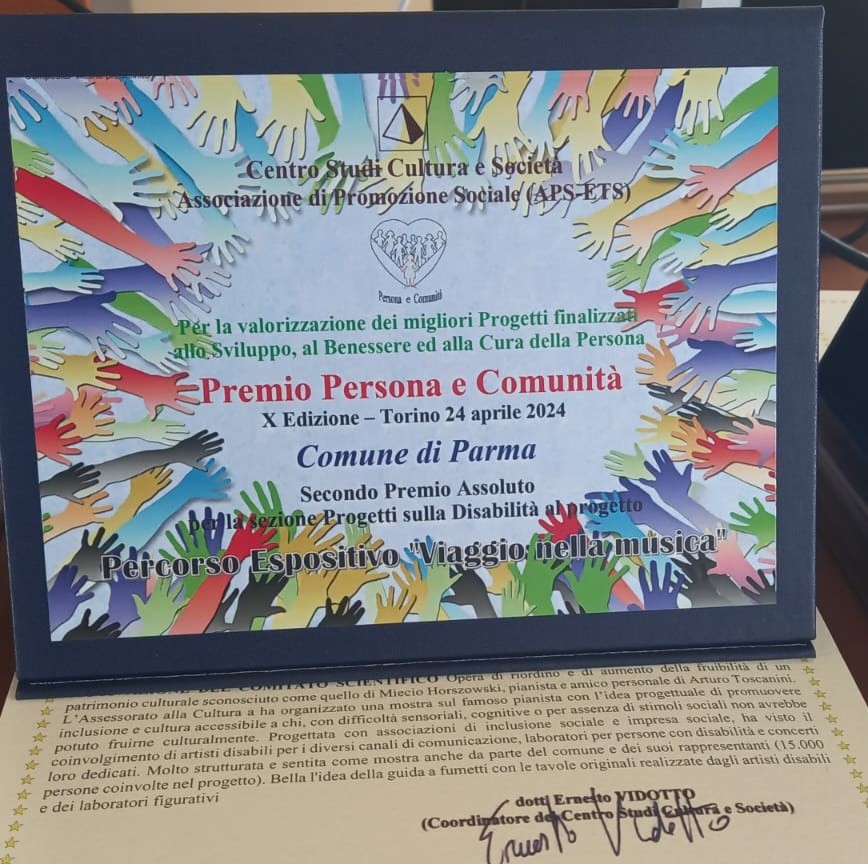 Centro Studi Cultura e Società
Associazione di Promozione Sociale (APS-ETS)
Persona e Comunità
Per la valorizzazione dei migliori Progetti finalizzati
allo Sviluppo, al Benessere ed alla Cura della Persona
Premio Persona e Comunità
X Edizione – Torino 24 aprile 2024
Comune di Parma
Secondo Premio Assoluto
per la sezione Progetti sulla Disabilità al progetto
Percorso Espositivo "Viaggio nella musica"
DEL COMITATO SCIENTIFICO Opera di riordino e di aumento della fruibilità di un
patrimonio culturale sconosciuto come quello di Miecio Horszowski, pianista e amico personale di Arturo Toscanini.
L'Assessorato alla Cultura a ha organizzato una mostra sul famoso pianista con l'idea progettuale di promuovere
inclusione e cultura accessibile a chi, con difficoltà sensoriali, cognitive o per assenza di stimoli sociali non avrebbe
potuto fruirne culturalmente. Progettata con associazioni di inclusione sociale e impresa sociale, ha visto il
coinvolgimento di artisti disabili per i diversi canali di comunicazione, laboratori per persone con disabilità e concerti
loro dedicati. Molto strutturata e sentita come mostra anche da parte del comune e dei suoi rappresentanti (15.000
persone coinvolte nel progetto). Bella l'idea della guida a fumetti con le tavole originali realizzate dagli artisti disabili
e dei laboratori figurativi
dott. Ernesto VIDOTTO
(Coordinatore del Centro Studi Cultura e Società)
Ernesto Vidotto